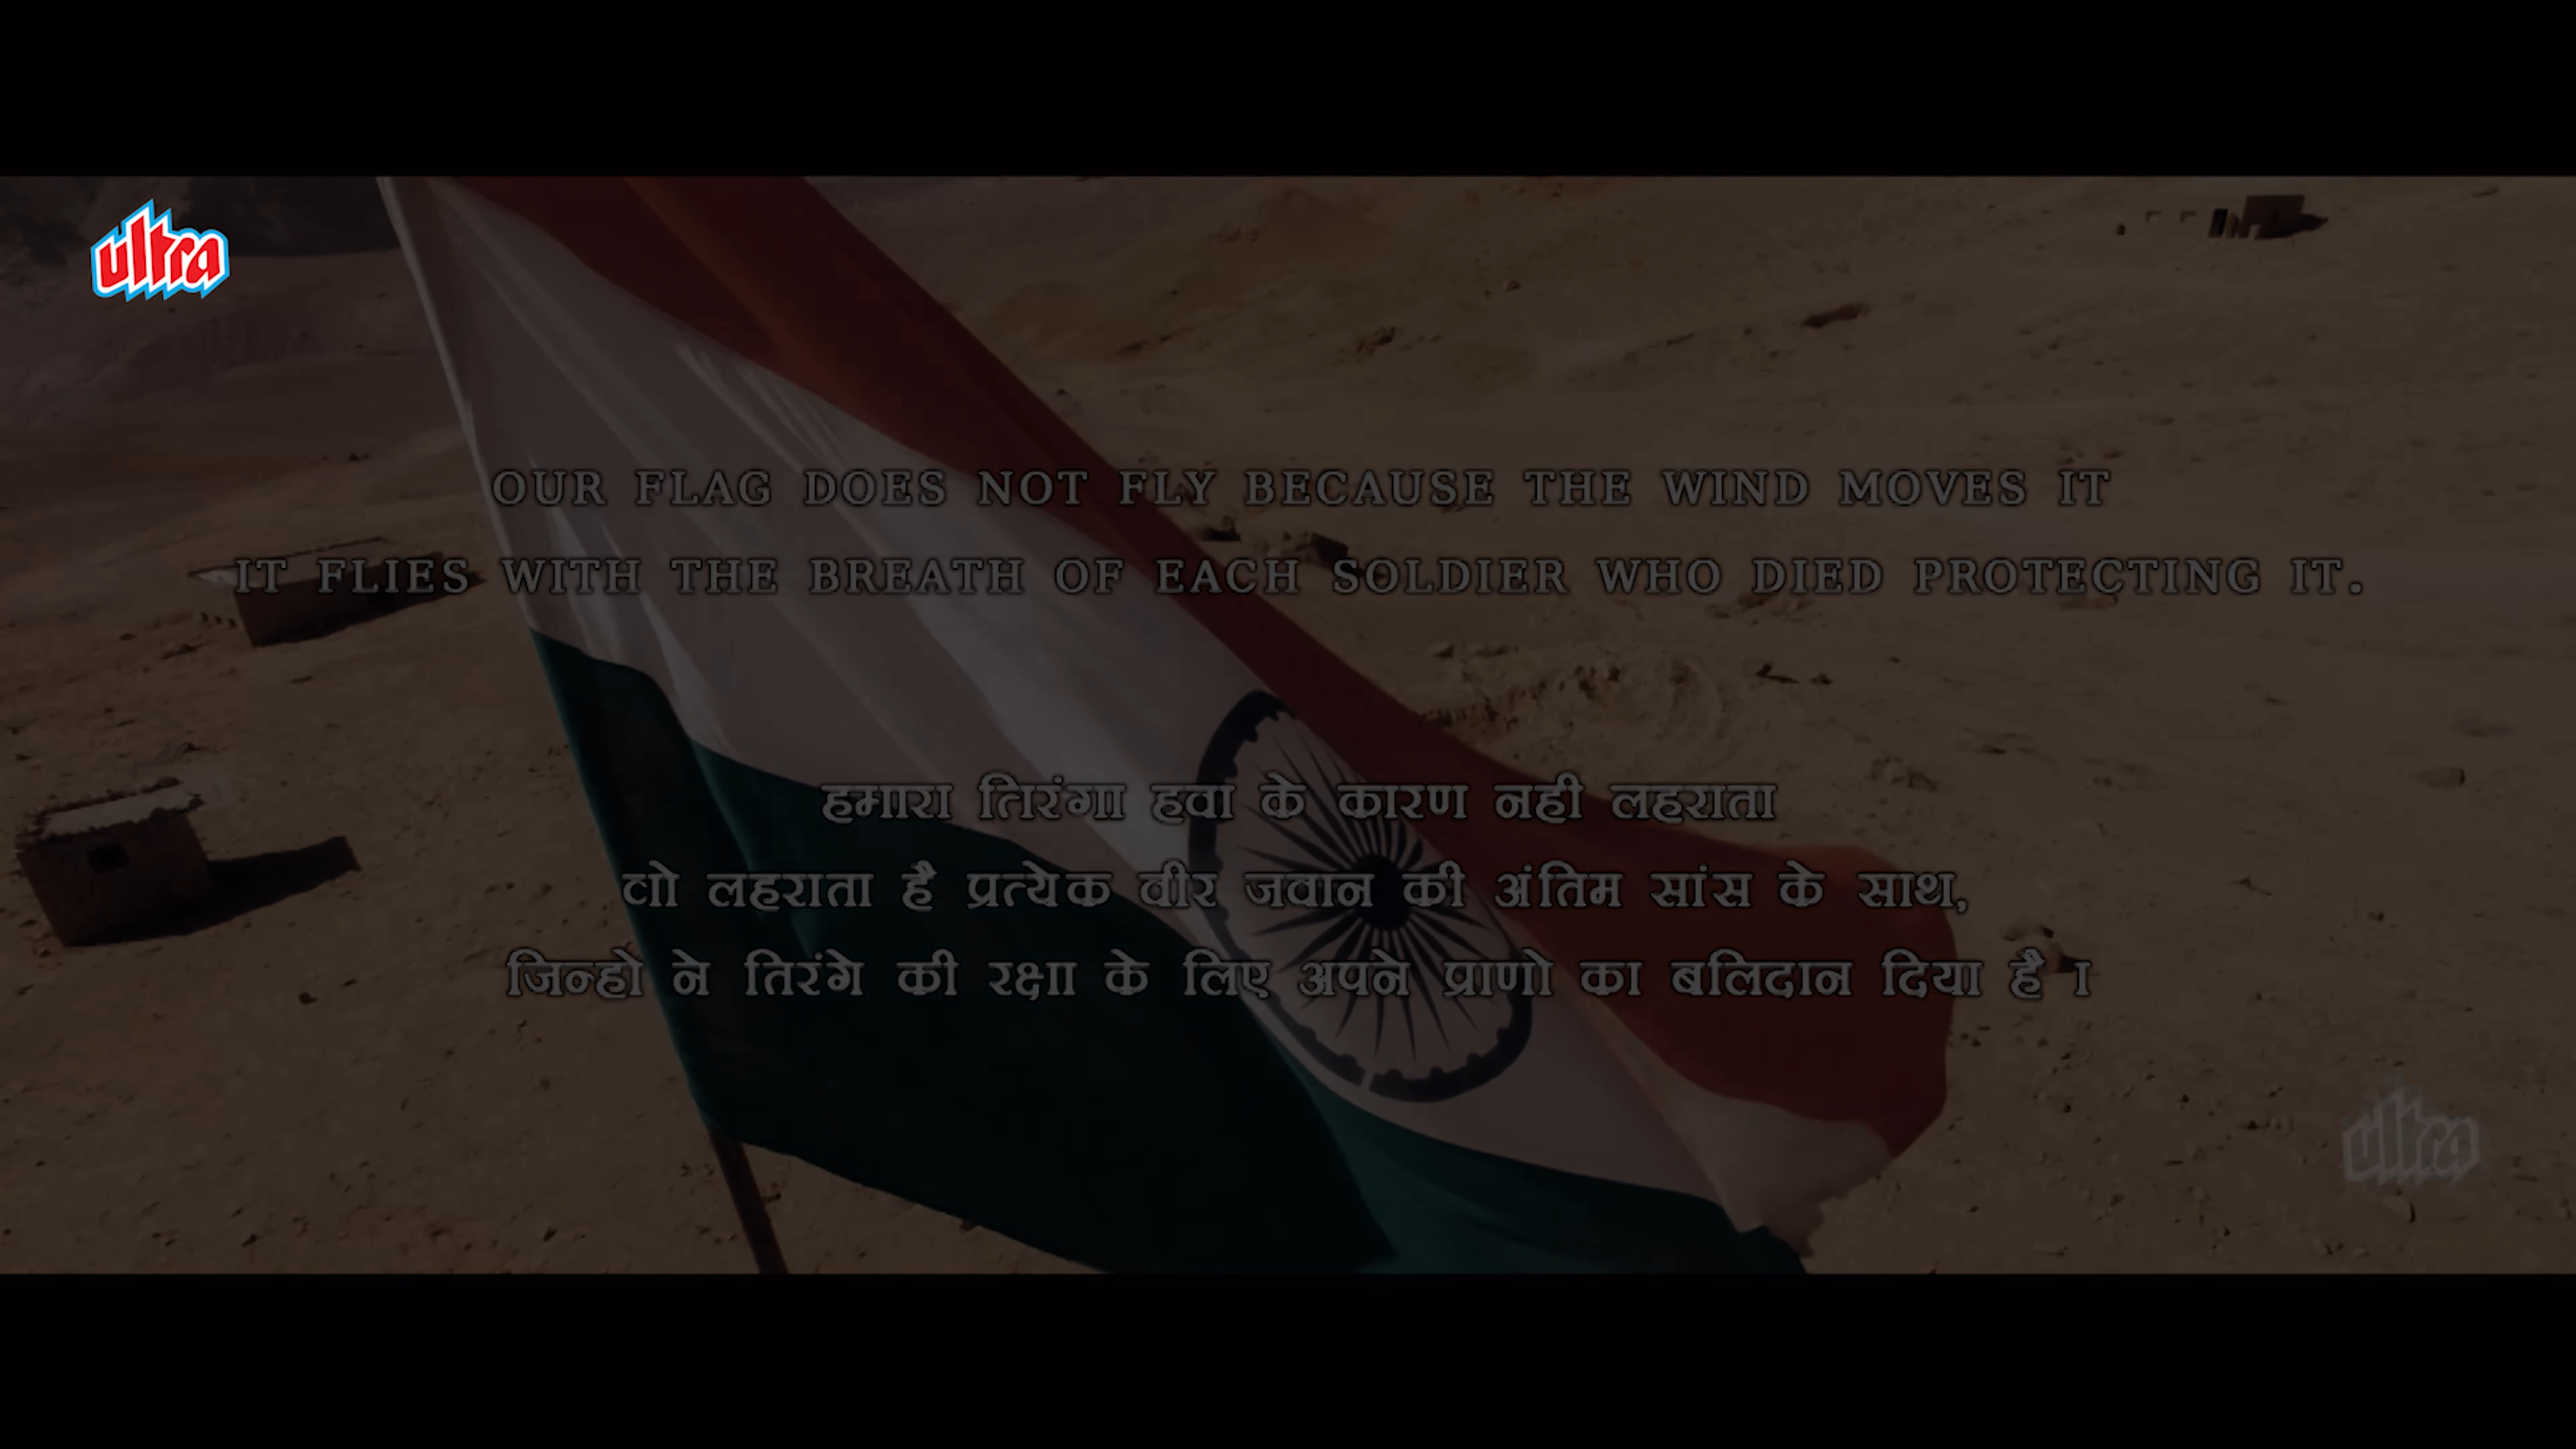 ultra
OUR FLAG DOES NOT FLY BECAUSE THE WIND MOVES IT
IT FLIES WITH THE BREATH OF EACH SOLDIER WHO DIED PROTECTING IT.
हमारा तिरंगा हवा के कारण नही लहराता
वो लहराता है प्रत्येक वीर जवान की अंतिम सांस के साथ,
जिन्हो ने तिरंगे की रक्षा के लिए अपने प्राणो का बलिदान दिया है ।
ultra